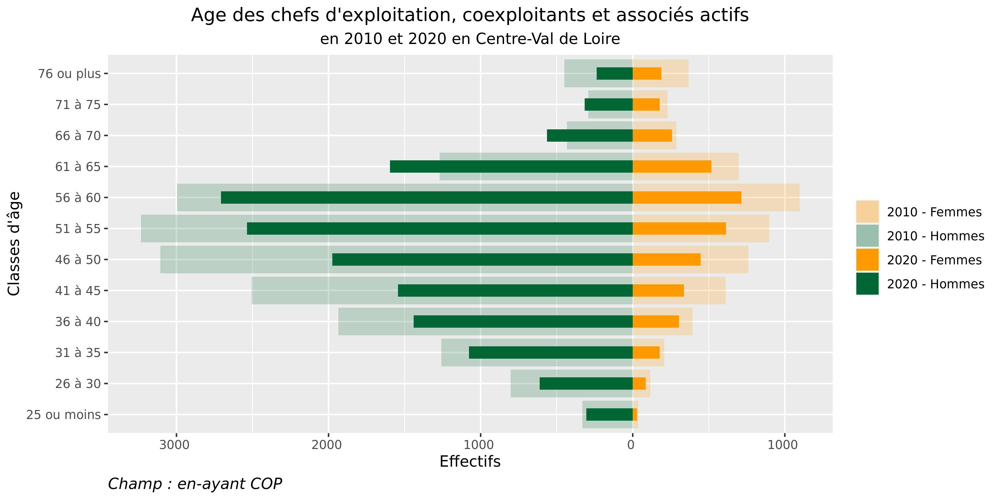 Age des chefs d'exploitation, coexploitants et associés actifs
en 2010 et 2020 en Centre-Val de Loire
Classes d'âge
76 ou plus
71 à 75
66 à 70
61 à 65
56 à 60
51 à 55
46 à 50
41 à 45
36 à 40
31 à 35
26 à 30
25 ou moins
3000 2000 1000 0 1000
Effectifs
2010 - Femmes
2010 - Hommes
2020 - Femmes
2020 - Hommes
Champ : en-ayant COP